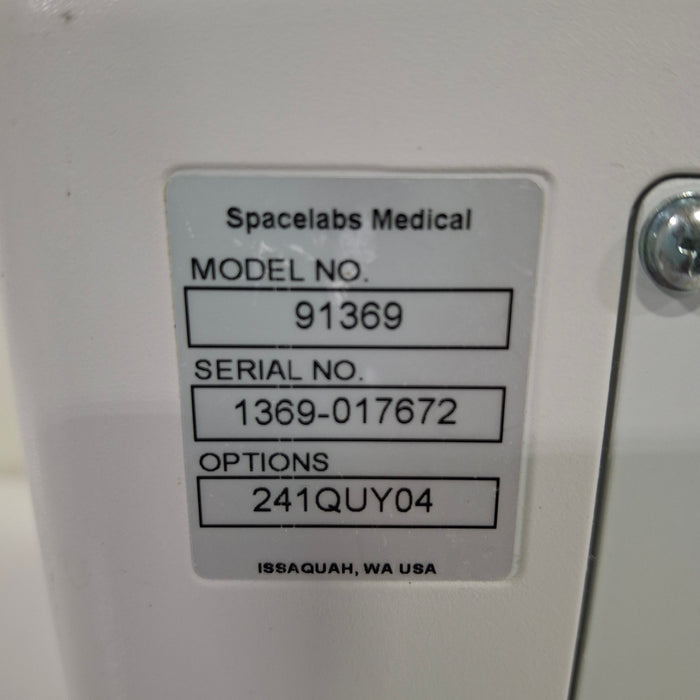 Spacelabs Medical
MODEL NO.
91369
SERIAL NO.
1369-017672
OPTIONS
241QUY04
ISSAQUAH, WA USA